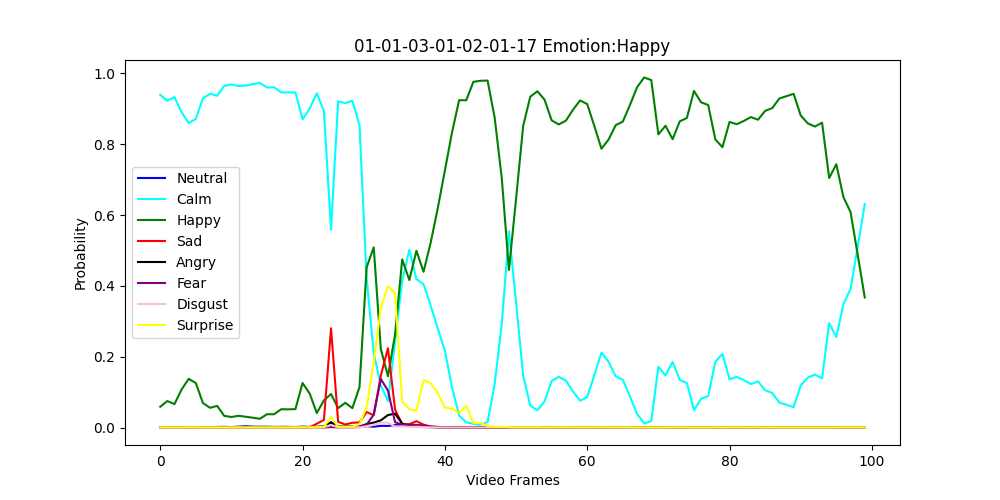 01-01-03-01-02-01-17 Emotion:Happy
Probability
1.0
0.8
0.6
0.4
0.2
0.0
Neutral
Calm
Happy
Sad
Angry
Fear
Disgust
Surprise
0
20
40
60
80
100
Video Frames